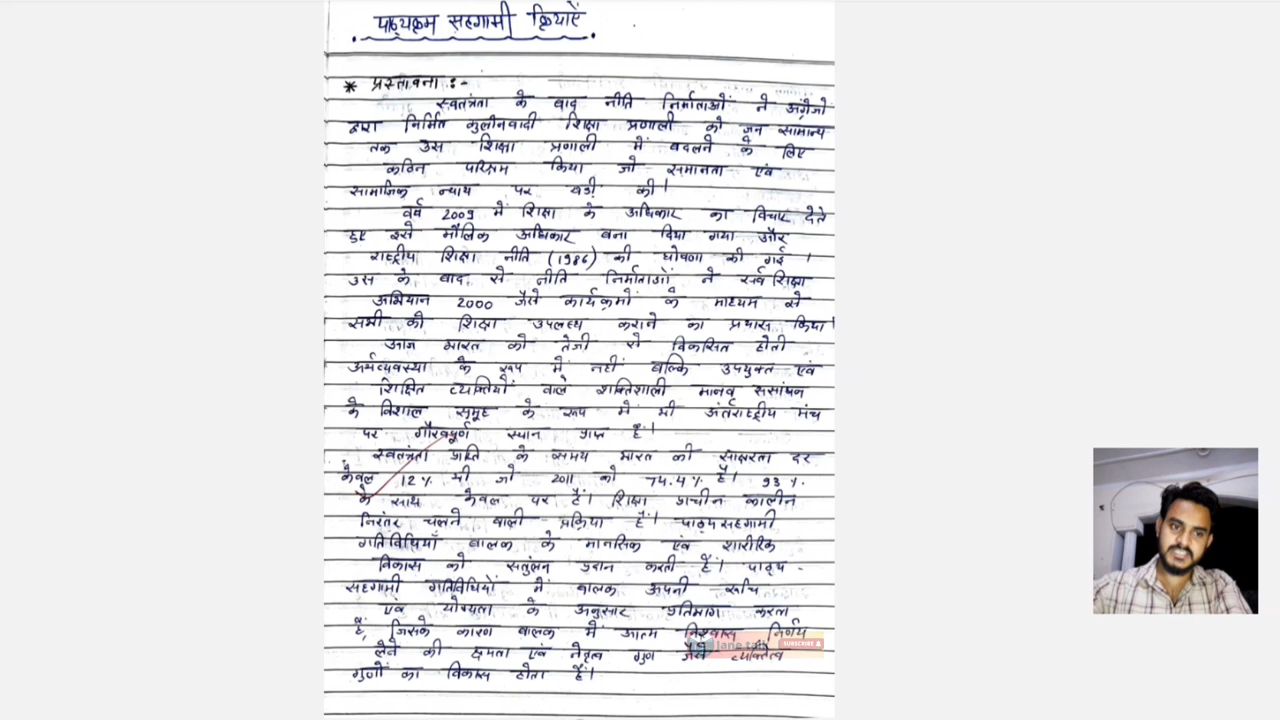 पाठ्यक्रम सहगामी क्रियाएँ
* प्रस्तावना :-
स्वतंत्रता के बाद नीति निर्माताओं ने अंग्रेजो
द्वारा निर्मित कुलीनवादी शिक्षा प्रणाली को जन सामान्य
तक उस शिक्षा प्रणाली में बदलने के लिए
कठिन परिश्रम किया जो समानता एवं
सामाजिक न्याय पर बडी़ की।
वर्ष 2009 में शिक्षा के अधिकार का विचार देते
हुए इसे मौलिक अधिकार बना दिया गया और
राष्ट्रीय शिक्षा नीति (1986) की घोषणा की गई ।
उस के बाद से नीति निर्माताओं ने सर्व शिक्षा
अभियान 2000 जैसे कार्यक्रमों के माध्यम से
सभी को शिक्षा उपलब्ध कराने का प्रयास किया।
आज भारत को तेजी से विकसित होती
अर्थव्यवस्था के रूप में नहीं बल्कि उपयुक्त एवं
शिक्षित व्यक्तियों वाले शक्तिशाली मानव ससांधन
के विशाल समूह के रूप में भी अंर्तराष्ट्रीय मंच
पर गौरवपूर्ण स्थान प्राप्त है।
स्वतंत्रता प्राप्ति के समय भारत की साक्षरता दर
केवल 12% थी जो 2011 को 74.4% है। 93%
के साथ केवल पर है। शिक्षा प्राचीन कालीन
निरंतर चलने वाली प्रक्रिया है। पाठ्य सहगामी
गतिविधियाँ बालक के मानसिक एवं शारीरिक
विकास को सतुंलन प्रदान करती है। पाठ्य -
सहगामी गतिविधियों में बालक अपनी रूचि
एवं योग्यता के अनुसार प्रतिभाग करता
है, जिसके कारण बालक में आत्म विश्वास निर्णय
लेने की क्षमता एवं नेतृत्व गुण जैसे व्यक्तित्व
गुणों का विकास होता है।
SUBSCRIBE